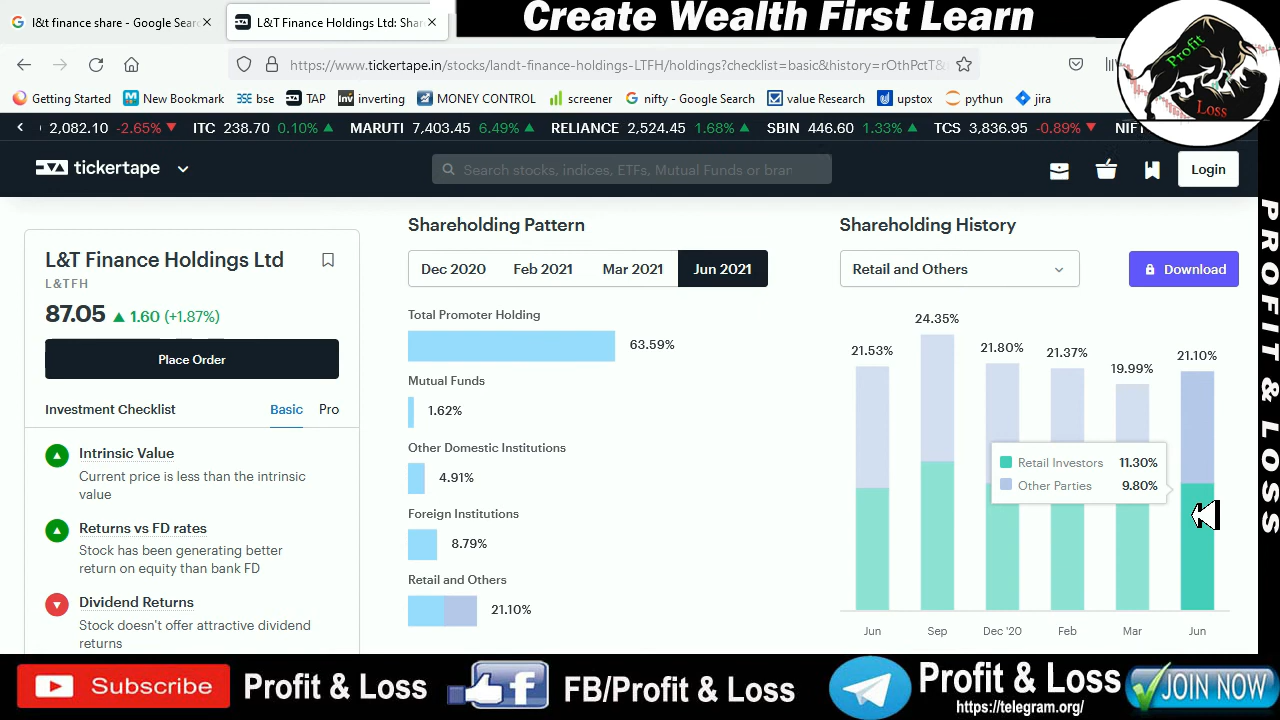 Create Wealth First Learn
l&t finance share - Google Sear
L&T Finance Holdings Ltd: Shar
https://www.tickertape.in/stocks/landt-finance-holdings-LTFH/holdings?checklist=basic&history=rOthPctT&
Getting Started
New Bookmark
bse
TAP
inverting
MONEY CONTROL
screener
nifty - Google Search
value Research
upstox
pythun
jira
Profit
Loss
2,082.10 -2.65% ITC 238.70 0.10% MARUTI 7,403.45 6.49% RELIANCE 2,524.45 1.68% SBIN 446.60 1.33% TCS 3,836.95 -0.89% NIFT
tickertape
Search stocks, indices, ETFs, Mutual Funds or bran
Login
L&T Finance Holdings Ltd
L&TFH
87.05 1.60 (+1.87%)
Place Order
Investment Checklist
Basic
Pro
Intrinsic Value
Current price is less than the intrinsic
value
Returns vs FD rates
Stock has been generating better
return on equity than bank FD
Dividend Returns
Stock doesn't offer attractive dividend
returns
Shareholding Pattern
Dec 2020
Feb 2021
Mar 2021
Jun 2021
Total Promoter Holding
63.59%
Mutual Funds
1.62%
Other Domestic Institutions
4.91%
Foreign Institutions
8.79%
Retail and Others
21.10%
Shareholding History
Retail and Others
Download
21.53%
24.35%
21.80%
21.37%
19.99%
21.10%
Retail Investors 11.30%
Other Parties 9.80%
Jun
Sep
Dec '20
Feb
Mar
Jun
PROFIT & LOSS
Subscribe
Profit & Loss
f
FB/Profit & Loss
Profit & Loss
https://telegram.org/
JOIN NOW